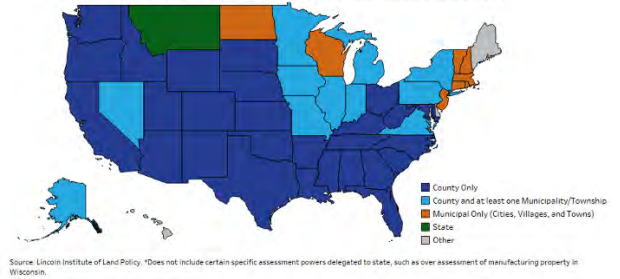 County Only
County and at least one Municipality/Township
Municipal Only (Cities, Villages, and Towns)
State
Other
Source: Lincoln Institute of Land Policy. *Does not include certain specific assessment powers delegated to state, such as over assessment of manufacturing property in
Wisconsin.